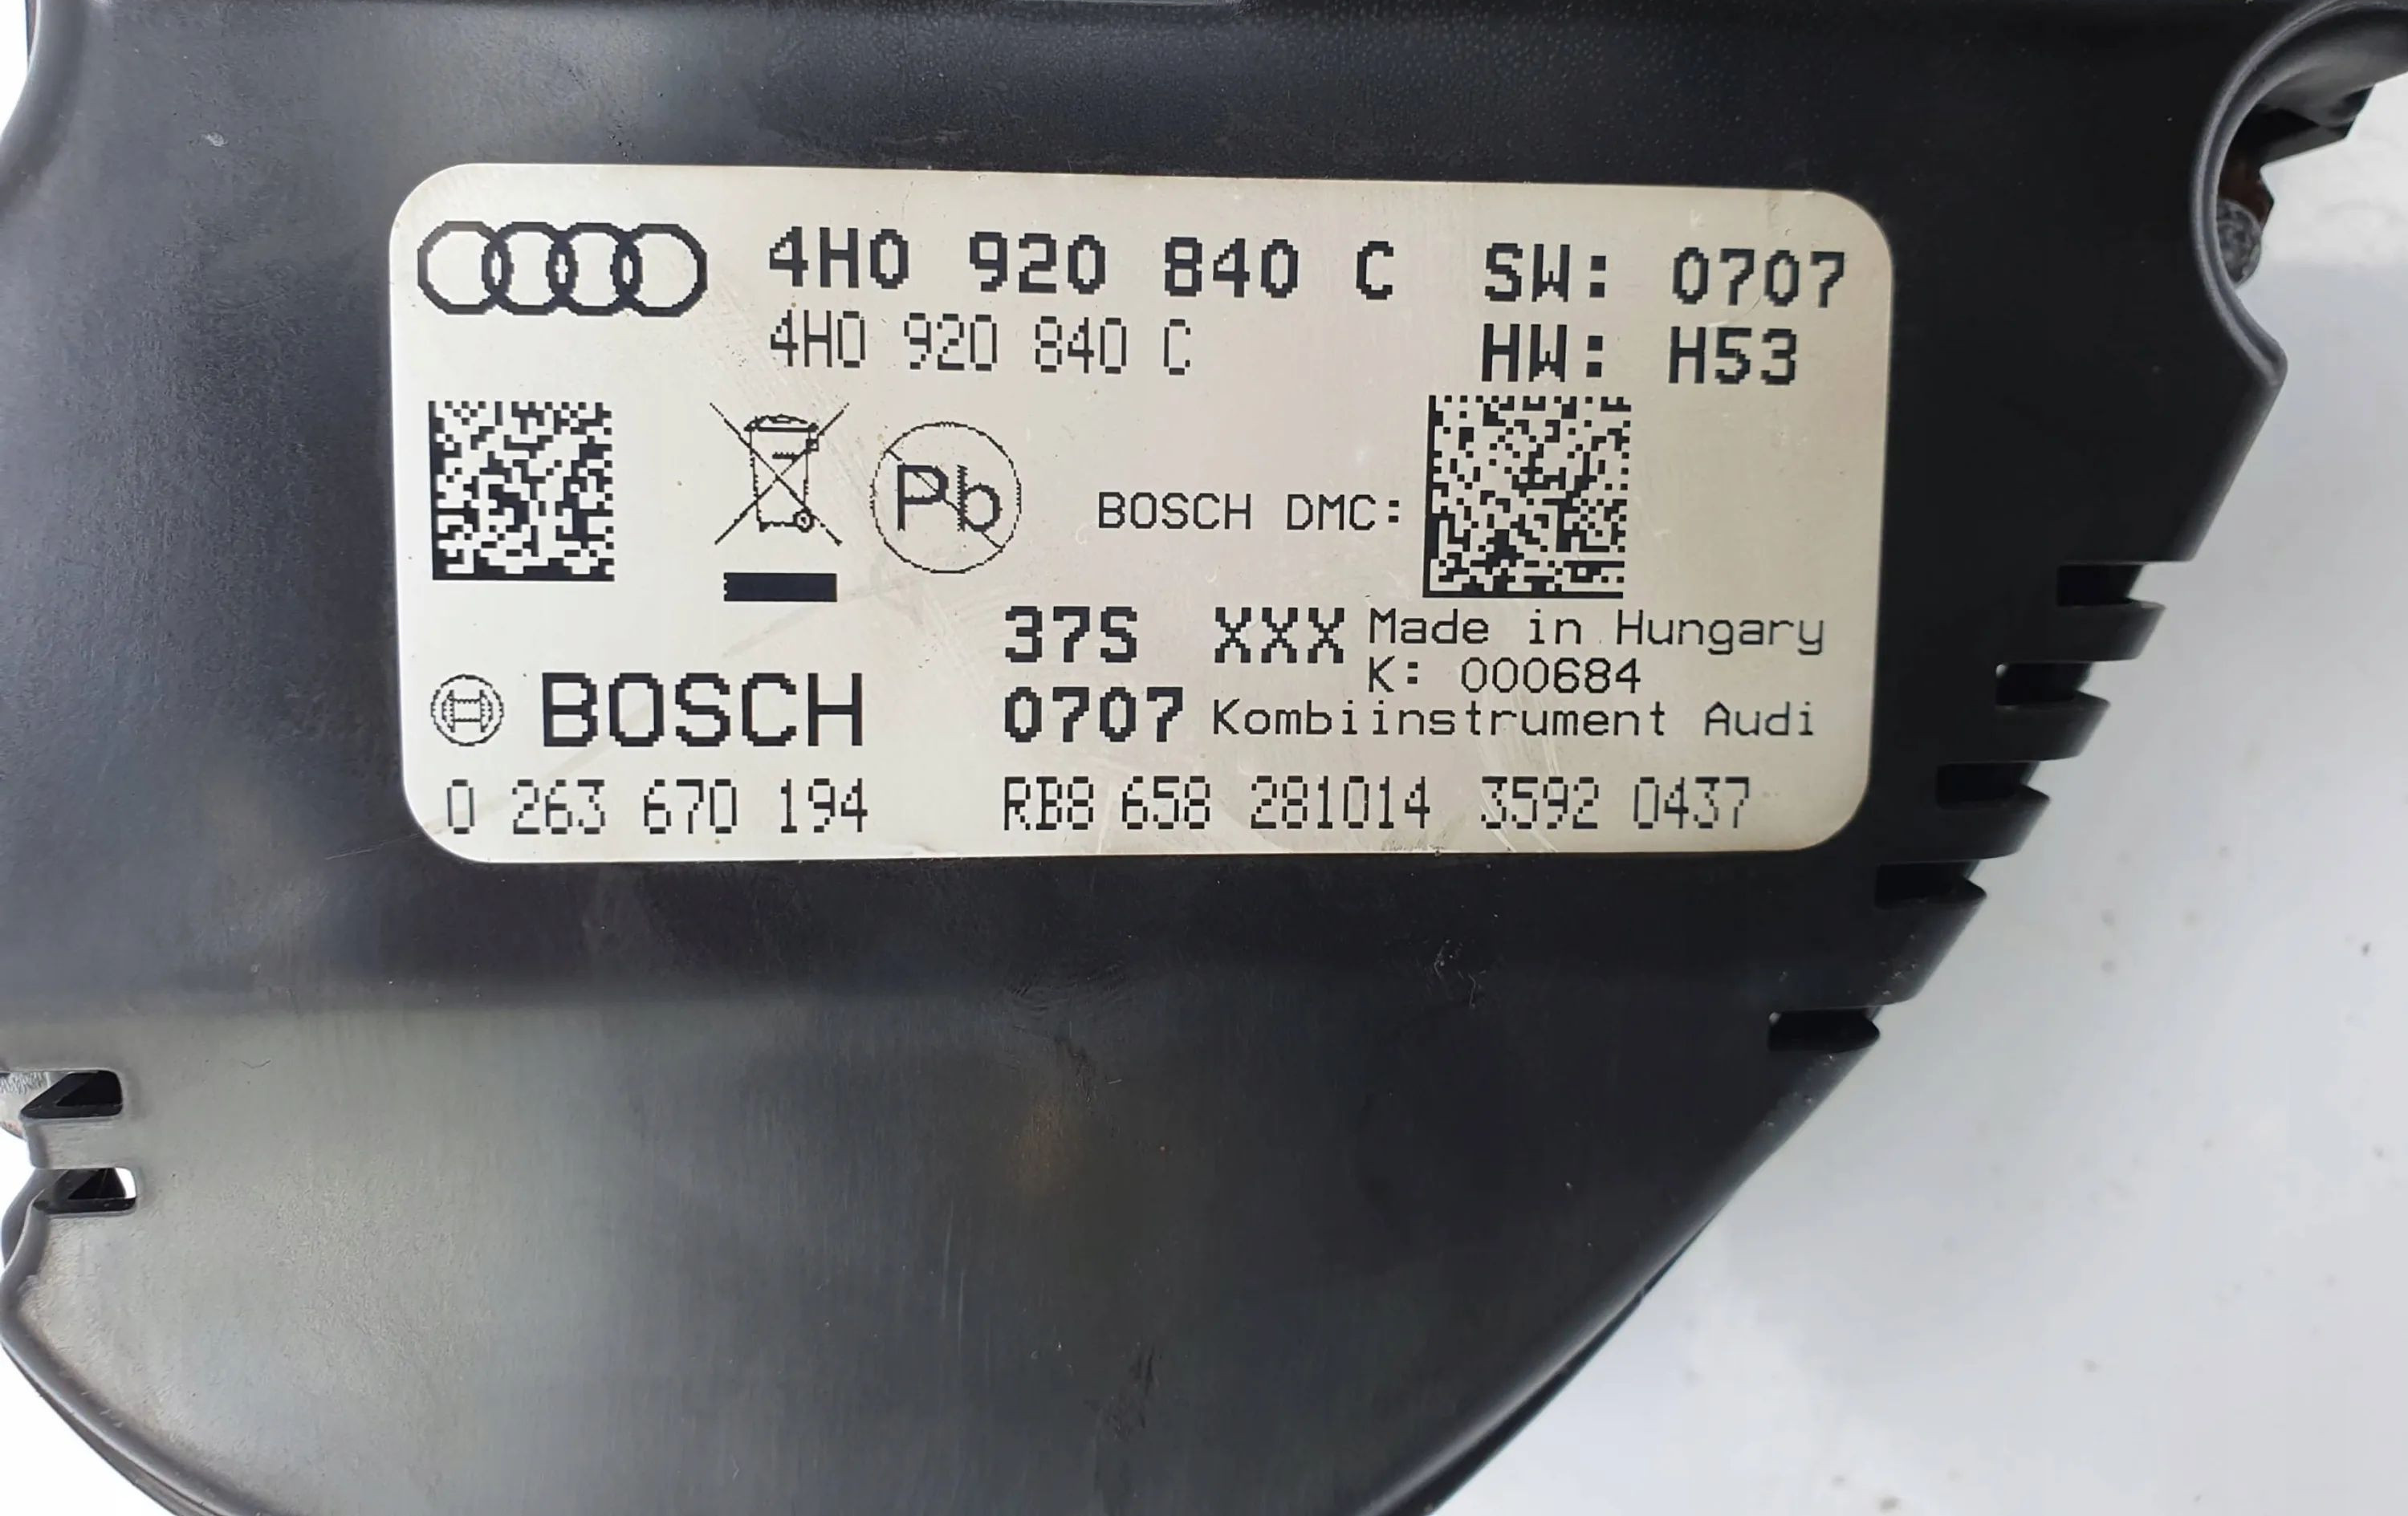 4H0 920 840 C SW: 0707
4H0 920 840 C HW: H53
Pb BOSCH DMC:
37S XXX Made in Hungary
K: 000684
BOSCH 0707 Kombiinstrument Audi
0 263 670 194 RB8 658 281014 3592 0437